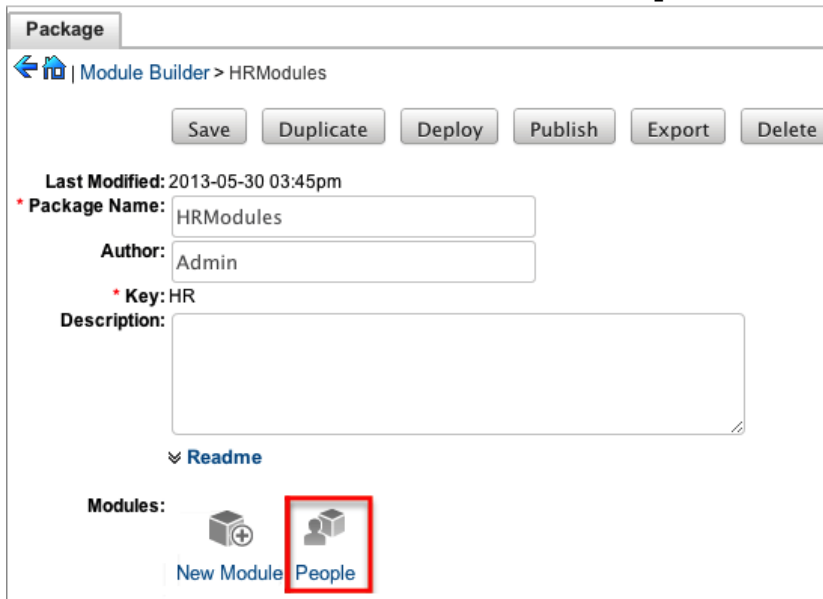 Package
| Module Builder > HRModules
Save Duplicate Deploy Publish Export Delete
Last Modified: 2013-05-30 03:45pm
* Package Name: HRModules
Author: Admin
* Key: HR
Description:
Readme
Modules:
New Module People